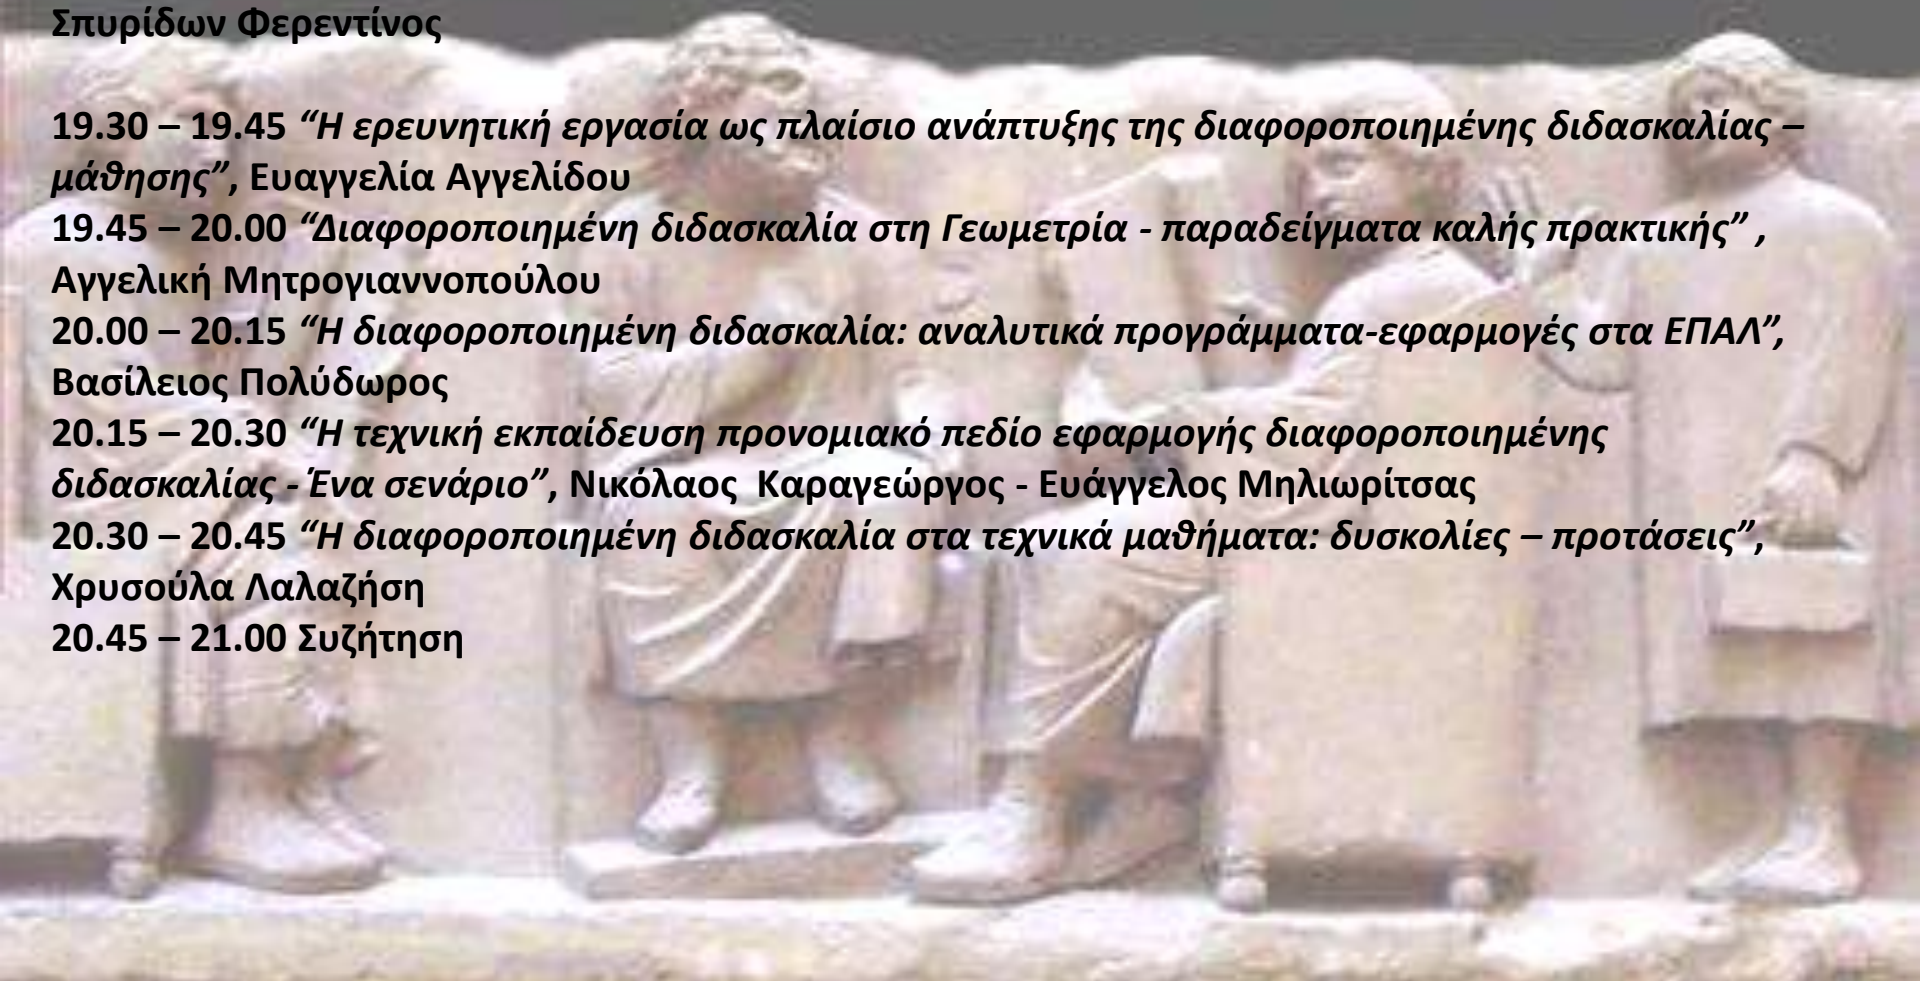 Σπυρίδων Φερεντίνος
19.30 – 19.45 “Η ερευνητική εργασία ως πλαίσιο ανάπτυξης της διαφοροποιημένης διδασκαλίας –
μάθησης”, Ευαγγελία Αγγελίδου
19.45 – 20.00 “Διαφοροποιημένη διδασκαλία στη Γεωμετρία - παραδείγματα καλής πρακτικής” ,
Αγγελική Μητρογιαννοπούλου
20.00 – 20.15 “Η διαφοροποιημένη διδασκαλία: αναλυτικά προγράμματα-εφαρμογές στα ΕΠΑΛ”,
Βασίλειος Πολύδωρος
20.15 – 20.30 “Η τεχνική εκπαίδευση προνομιακό πεδίο εφαρμογής διαφοροποιημένης
διδασκαλίας - Ένα σενάριο”, Νικόλαος  Καραγεώργος - Ευάγγελος Μηλιωρίτσας
20.30 – 20.45 “Η διαφοροποιημένη διδασκαλία στα τεχνικά μαθήματα: δυσκολίες – προτάσεις”,
Χρυσούλα Λαλαζήση
20.45 – 21.00 Συζήτηση